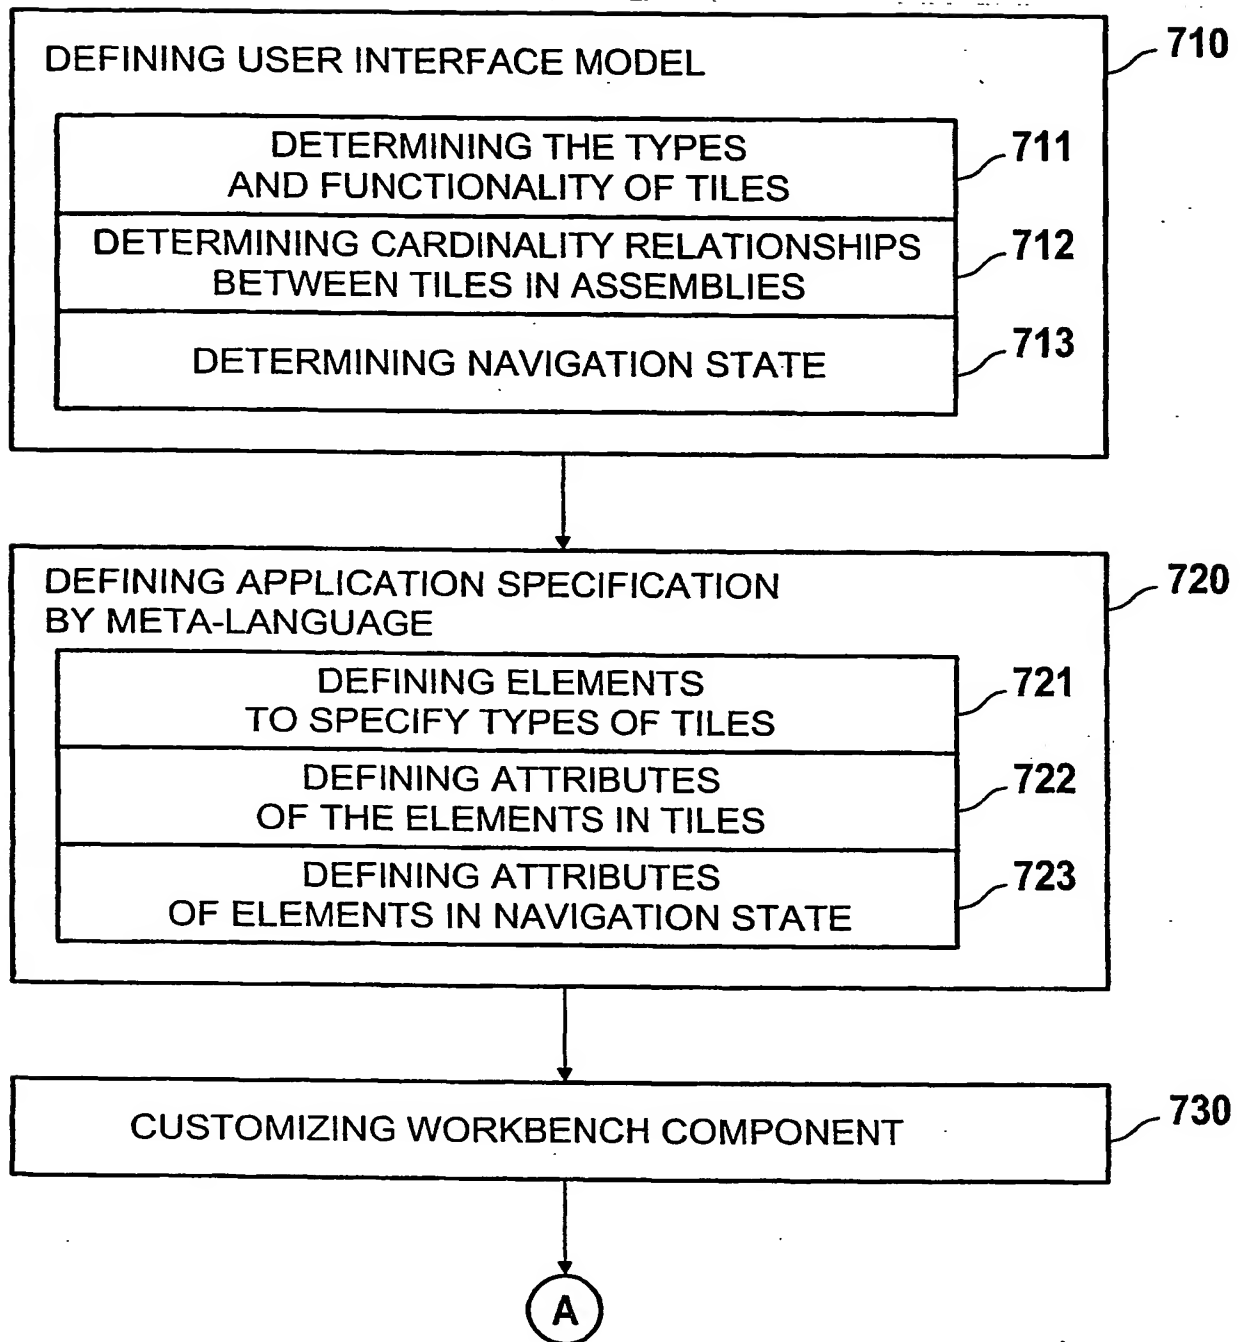 DEFINING USER INTERFACE MODEL
710
DETERMINING THE TYPES
AND FUNCTIONALITY OF TILES
711
DETERMINING CARDINALITY RELATIONSHIPS
BETWEEN TILES IN ASSEMBLIES
712
DETERMINING NAVIGATION STATE
713
DEFINING APPLICATION SPECIFICATION
BY META-LANGUAGE
720
DEFINING ELEMENTS
TO SPECIFY TYPES OF TILES
721
DEFINING ATTRIBUTES
OF THE ELEMENTS IN TILES
722
DEFINING ATTRIBUTES
OF ELEMENTS IN NAVIGATION STATE
723
CUSTOMIZING WORKBENCH COMPONENT
730
A